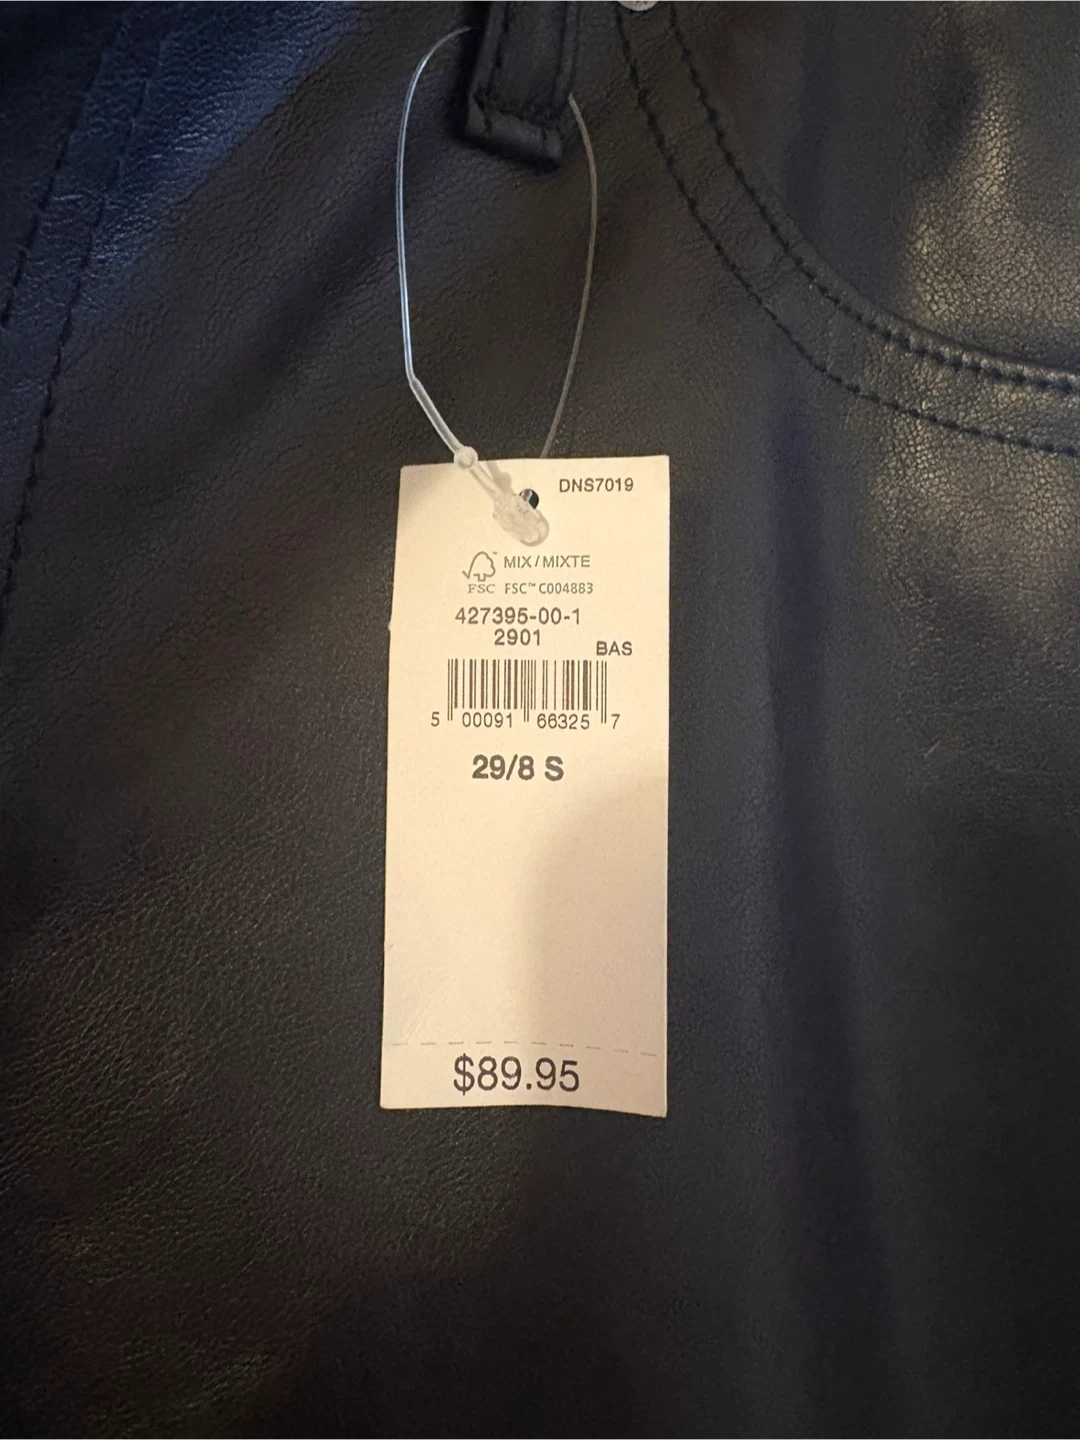 DNS7019
MIX/MIXTE
FSC FSC™ C004883
427395-00-1
2901
BAS
5 00091 66325 7
29/8 S
$89.95